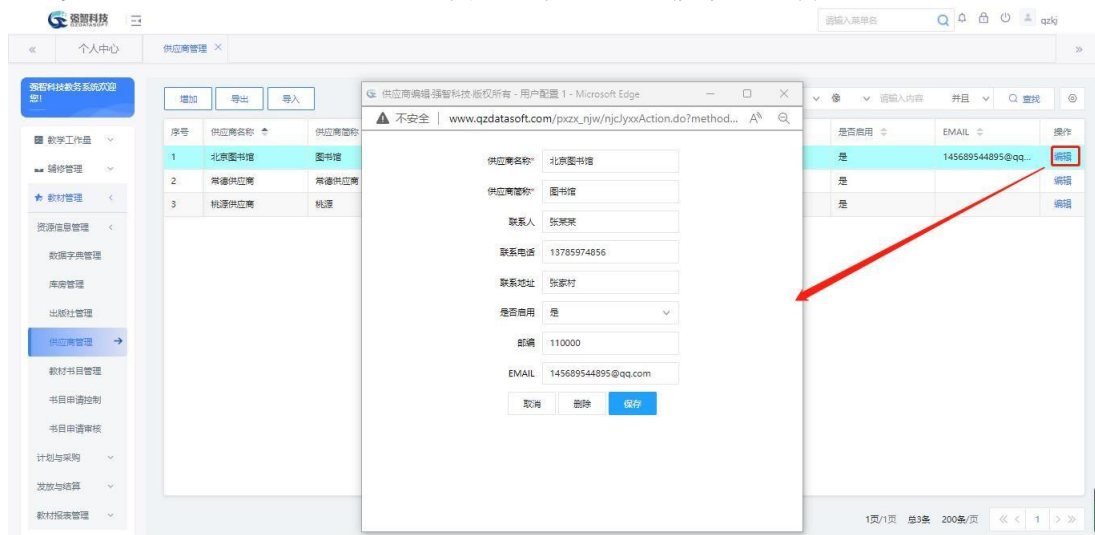 强智科技
QZDATASOFT
请输入菜单名
qzkj
个人中心
供应商管理
强智科技教务系统欢迎您!
教学工作量
辅修管理
教材管理
资源信息管理
数据字典管理
库房管理
出版社管理
供应商管理
教材书目管理
书目申请控制
书目申请审核
计划与采购
发放与结算
教材报表管理
增加 导出 导入
像 请输入内容 并且 查找
序号 供应商名称 供应商简称 是否启用 EMAIL 操作
1 北京图书馆 图书馆 是 145689544895@qq... 编辑
2 常德供应商 常德供应商 是 编辑
3 桃源供应商 桃源 是 编辑
供应商编辑-强智科技.版权所有 - 用户配置 1 - Microsoft Edge
不安全 | www.qzdatasoft.com/pxzx_njw/njcJyxxAction.do?method...
供应商名称* 北京图书馆
供应商简称* 图书馆
联系人 张某某
联系电话 13785974856
联系地址 张家村
是否启用 是
邮编 110000
EMAIL 145689544895@qq.com
取消 删除 保存
1页/1页 总3条 200条/页 1